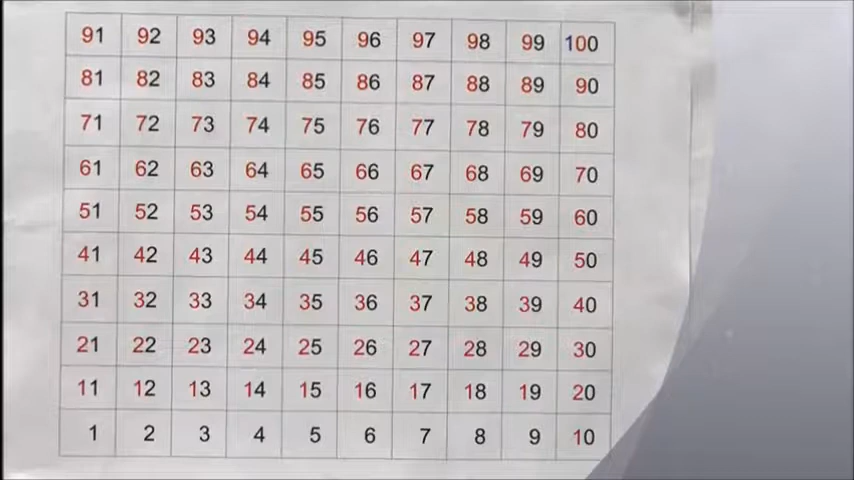 91 92 93 94 95 96 97 98 99 100
81 82 83 84 85 86 87 88 89 90
71 72 73 74 75 76 77 78 79 80
61 62 63 64 65 66 67 68 69 70
51 52 53 54 55 56 57 58 59 60
41 42 43 44 45 46 47 48 49 50
31 32 33 34 35 36 37 38 39 40
21 22 23 24 25 26 27 28 29 30
11 12 13 14 15 16 17 18 19 20
1 2 3 4 5 6 7 8 9 10